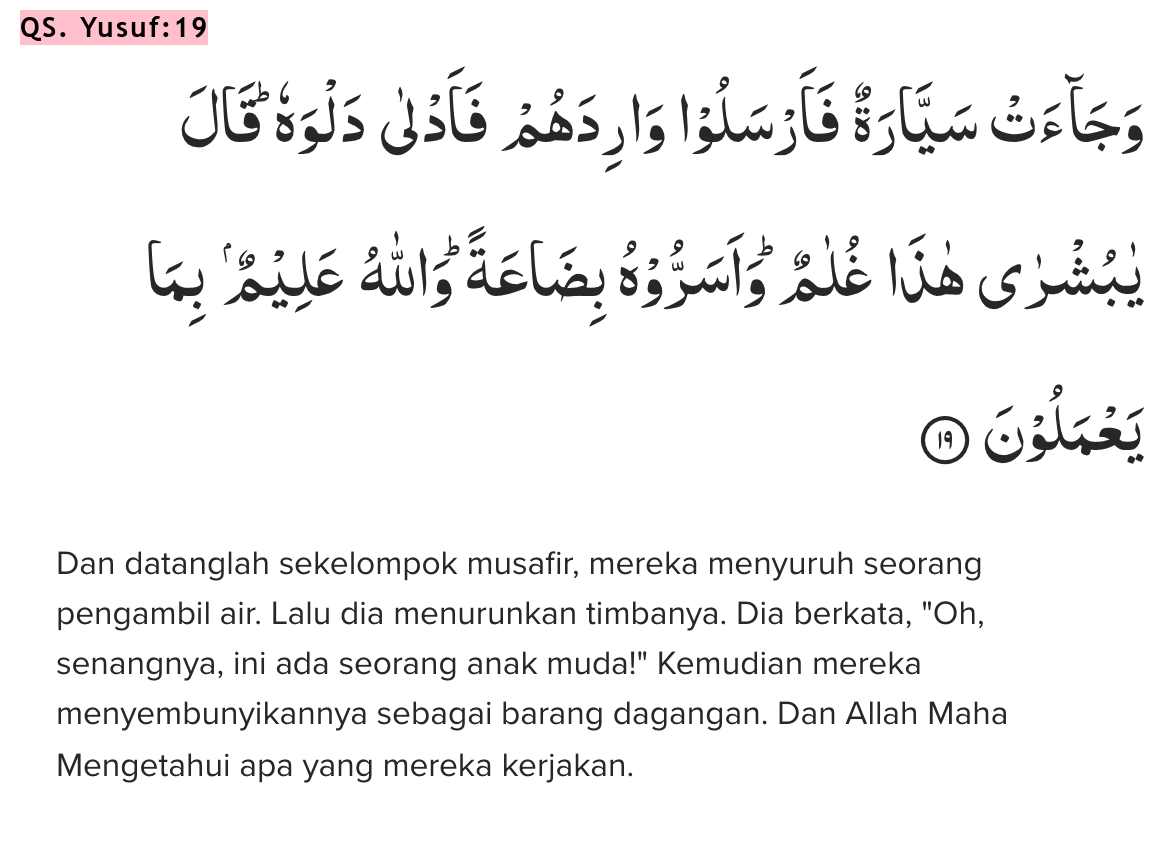 QS. Yusuf:19
وَجَاۤءَتْ سَيَّارَةٌ فَاَرْسَلُوْا وَارِدَهُمْ فَاَدْلٰى دَلْوَهٗ ۗقَالَ
يٰبُشْرٰى هٰذَا غُلٰمٌ ۗوَاَسَرُّوْهُ بِضَاعَةً ۗوَاللّٰهُ عَلِيْمٌ ۢ بِمَا
يَعْمَلُوْنَ ١٩
Dan datanglah sekelompok musafir, mereka menyuruh seorang
pengambil air. Lalu dia menurunkan timbanya. Dia berkata, "Oh,
senangnya, ini ada seorang anak muda!" Kemudian mereka
menyembunyikannya sebagai barang dagangan. Dan Allah Maha
Mengetahui apa yang mereka kerjakan.